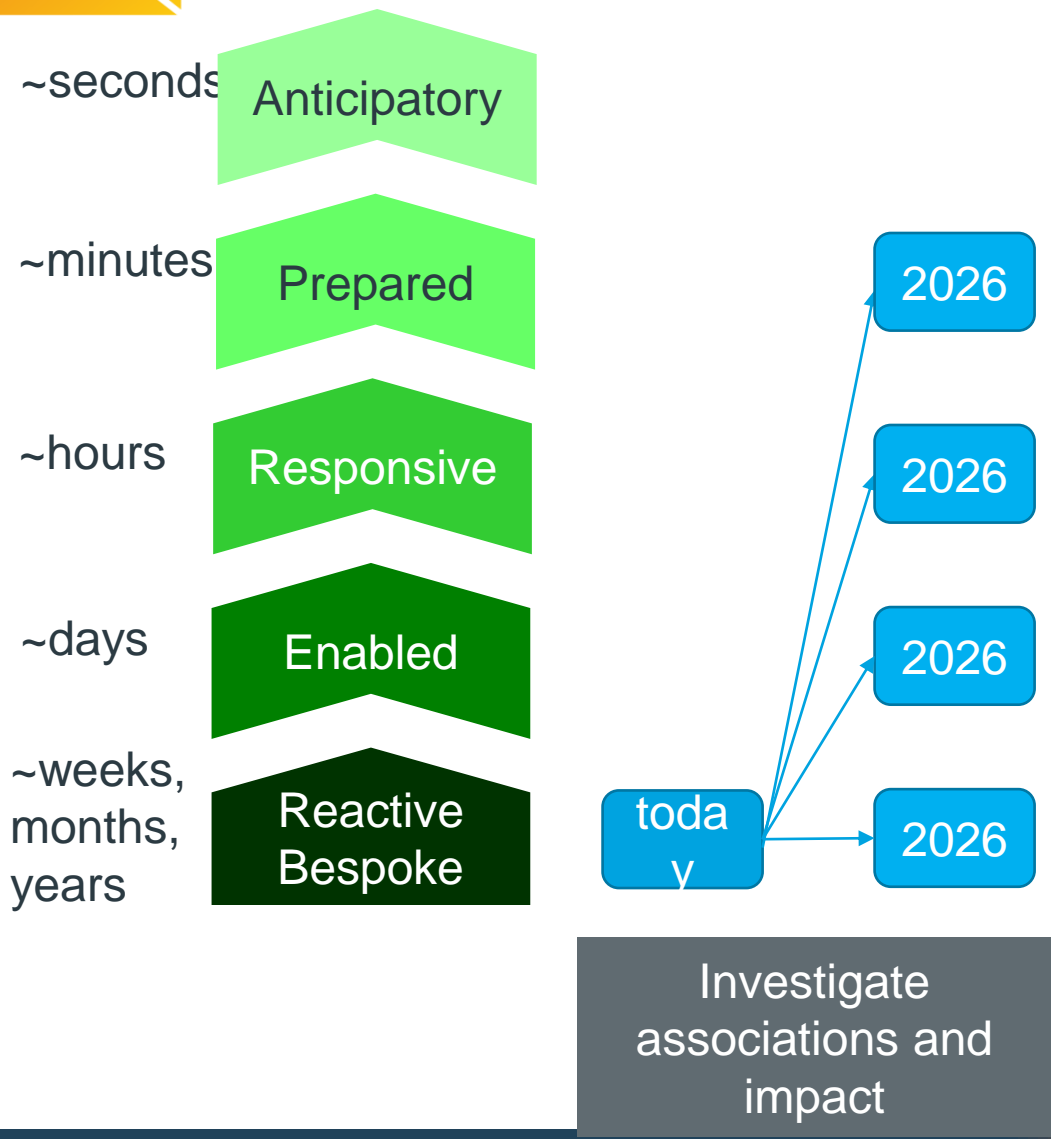 ~seconds
Anticipatory
~minutes
Prepared
2026
~hours
Responsive
2026
~days
Enabled
2026
~weeks,
months,
years
Reactive
Bespoke
toda
y
2026
Investigate
associations and
impact